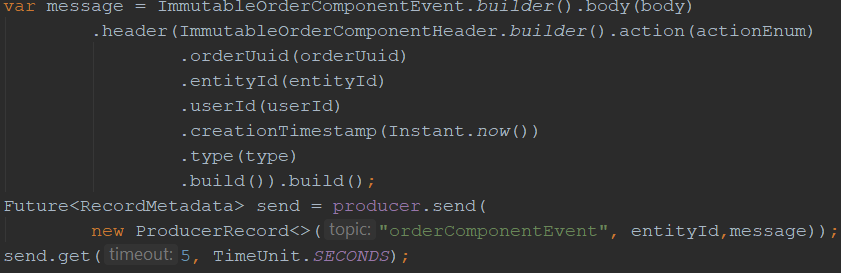 var message = ImmutableOrderComponentEvent.builder().body(body)
.header(ImmutableOrderComponentHeader.builder().action(actionEnum)
.orderUuid(orderUuid)
.entityId(entityId)
.userId(userId)
.creationTimestamp(Instant.now())
.type(type)
.build()).build();
Future<RecordMetadata> send = producer.send(
new ProducerRecord<>( topic: "orderComponentEvent", entityId,message));
send.get( timeout: 5, TimeUnit.SECONDS);